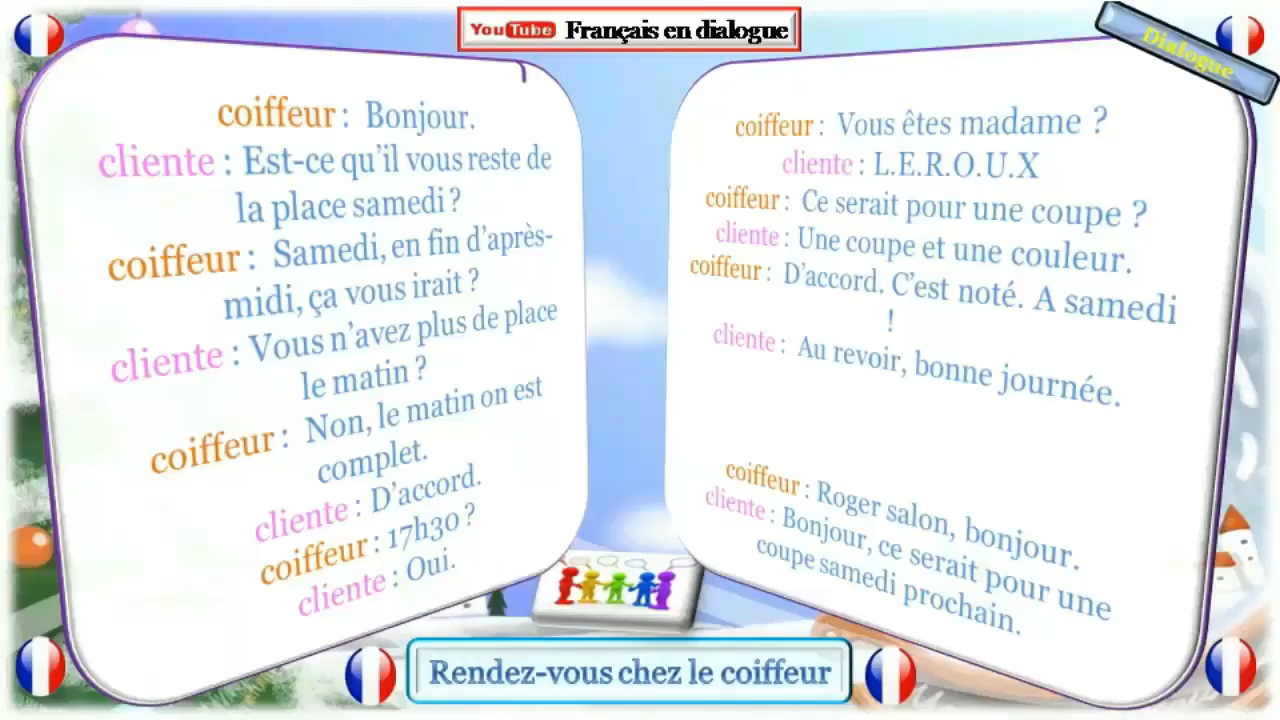 YouTube Français en dialogue
Dialogue
coiffeur : Bonjour.
cliente : Est-ce qu'il vous reste de
la place samedi ?
coiffeur : Samedi, en fin d'après-
midi, ça vous irait ?
cliente : Vous n'avez plus de place
le matin ?
coiffeur : Non, le matin on est
complet.
cliente : D'accord.
coiffeur : 17h30 ?
cliente : Oui.
coiffeur : Vous êtes madame ?
cliente : L.E.R.O.U.X
coiffeur : Ce serait pour une coupe ?
cliente : Une coupe et une couleur.
coiffeur : D'accord. C'est noté. A samedi
!
cliente : Au revoir, bonne journée.
coiffeur : Roger salon, bonjour.
cliente : Bonjour, ce serait pour une
coupe samedi prochain.
Rendez-vous chez le coiffeur